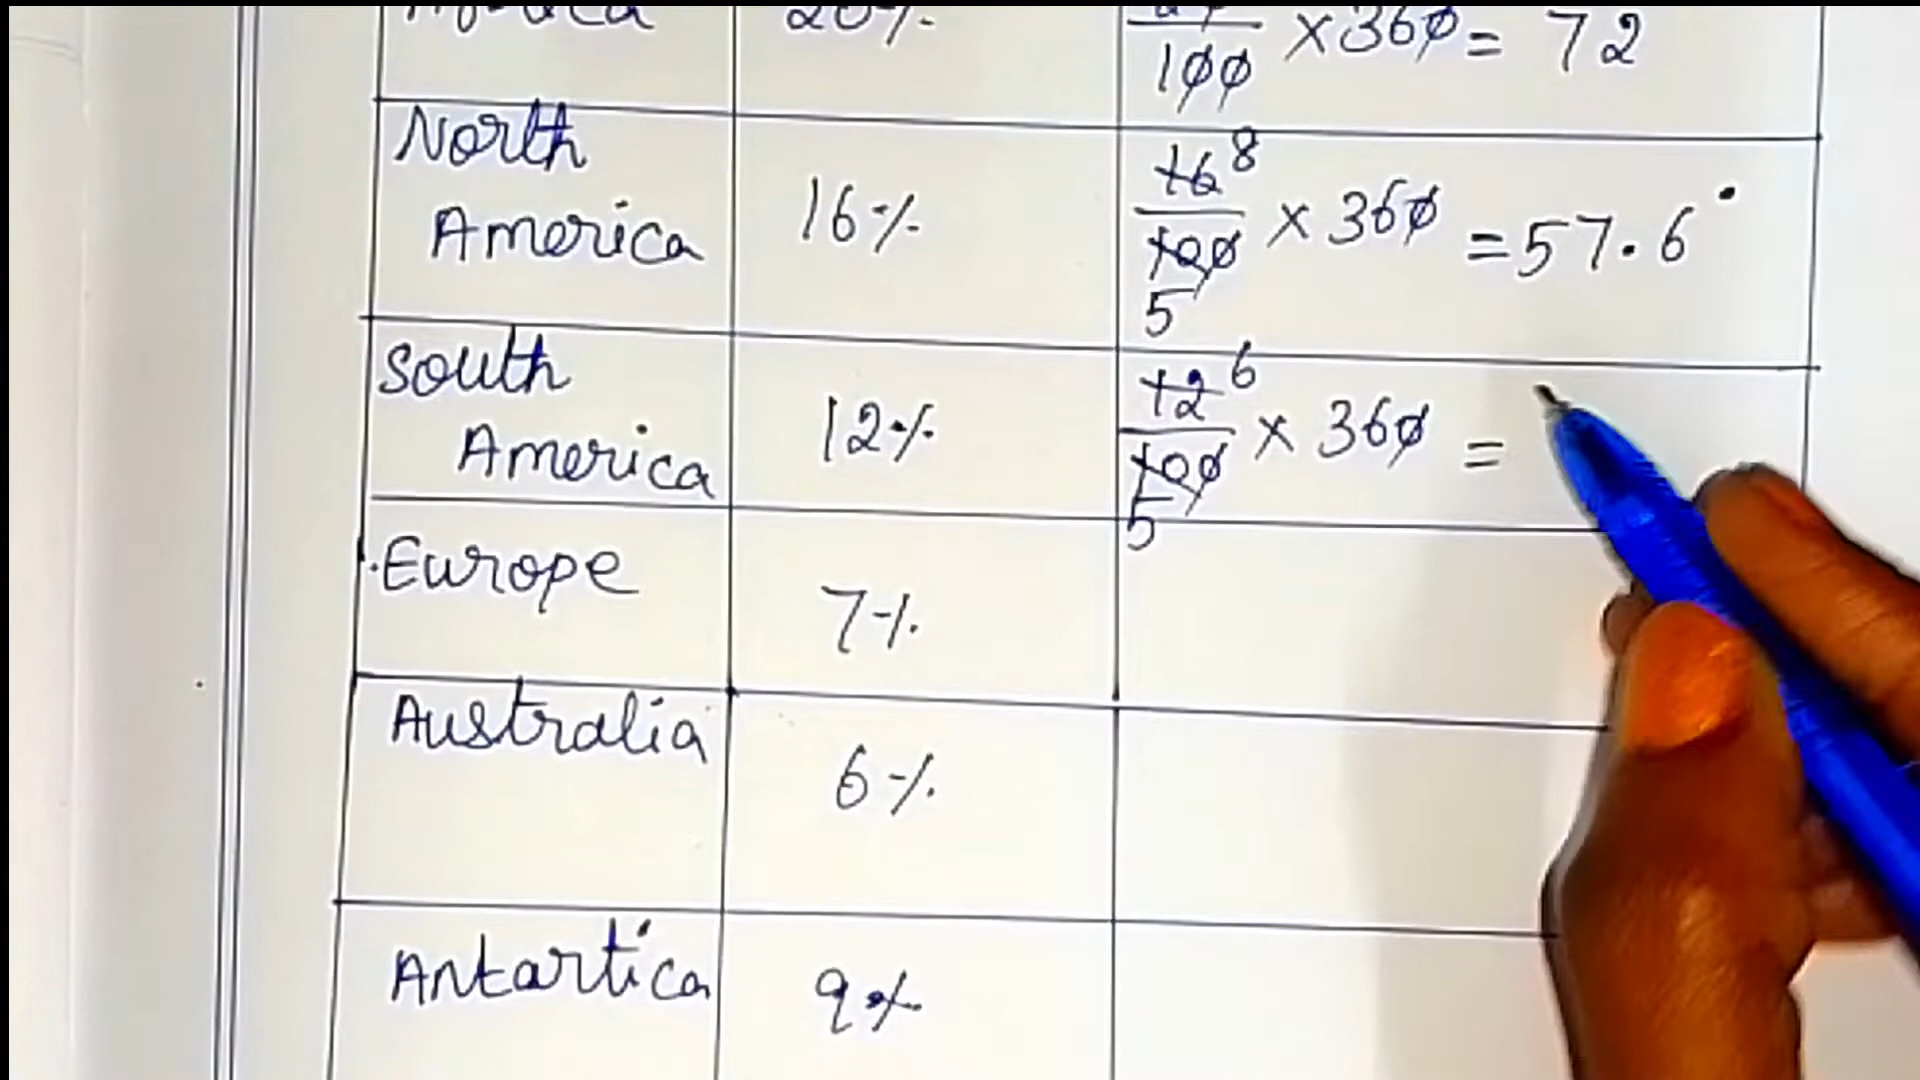 20% 100 × 360 = 72
North America 16% 16 8 / 100 5 × 360 = 57.6°
South America 12% 12 6 / 100 5 × 360 =
Europe 7%
Australia 6%
Antartica 9%